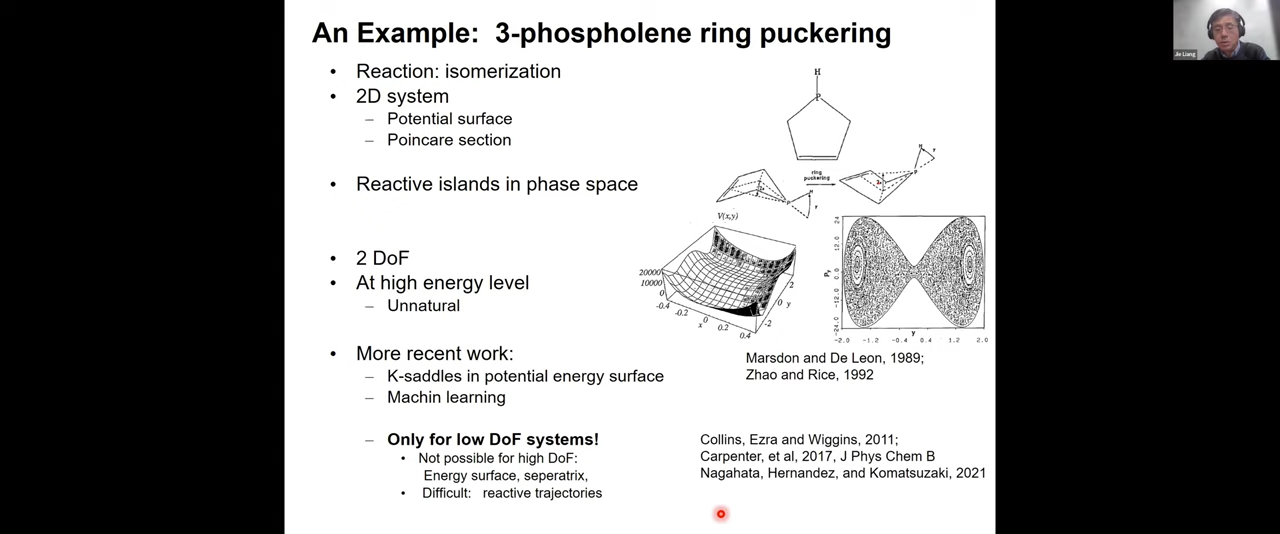 An Example: 3-phospholene ring puckering
Jie Liang
• Reaction: isomerization
• 2D system
– Potential surface
– Poincare section
• Reactive islands in phase space
• 2 DoF
• At high energy level
– Unnatural
• More recent work:
– K-saddles in potential energy surface
– Machin learning
– Only for low DoF systems!
• Not possible for high DoF:
Energy surface, seperatrix,
• Difficult: reactive trajectories
H
P
ring
puckering
P
H
y
H
y
P
V(x,y)
20000
10000
0
-0.4
-0.2
0
0.2
0.4
x
-2
0
2
y
24
12.0
0.0
-12.0
-24.0
Py
-2.0 -1.2 -0.4 0.4 1.2 2.0
y
Marsdon and De Leon, 1989;
Zhao and Rice, 1992
Collins, Ezra and Wiggins, 2011;
Carpenter, et al, 2017, J Phys Chem B
Nagahata, Hernandez, and Komatsuzaki, 2021